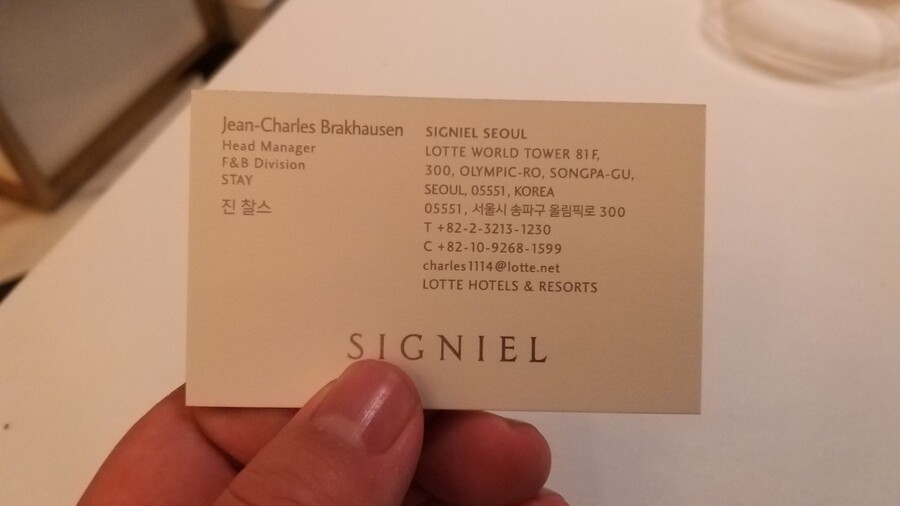 Jean-Charles Brakhausen
Head Manager
F&B Division
STAY
진 찰스
SIGNIEL SEOUL
LOTTE WORLD TOWER 81F,
300, OLYMPIC-RO, SONGPA-GU,
SEOUL, 05551, KOREA
05551, 서울시 송파구 올림픽로 300
T +82-2-3213-1230
C +82-10-9268-1599
charles1114@lotte.net
LOTTE HOTELS & RESORTS
SIGNIEL